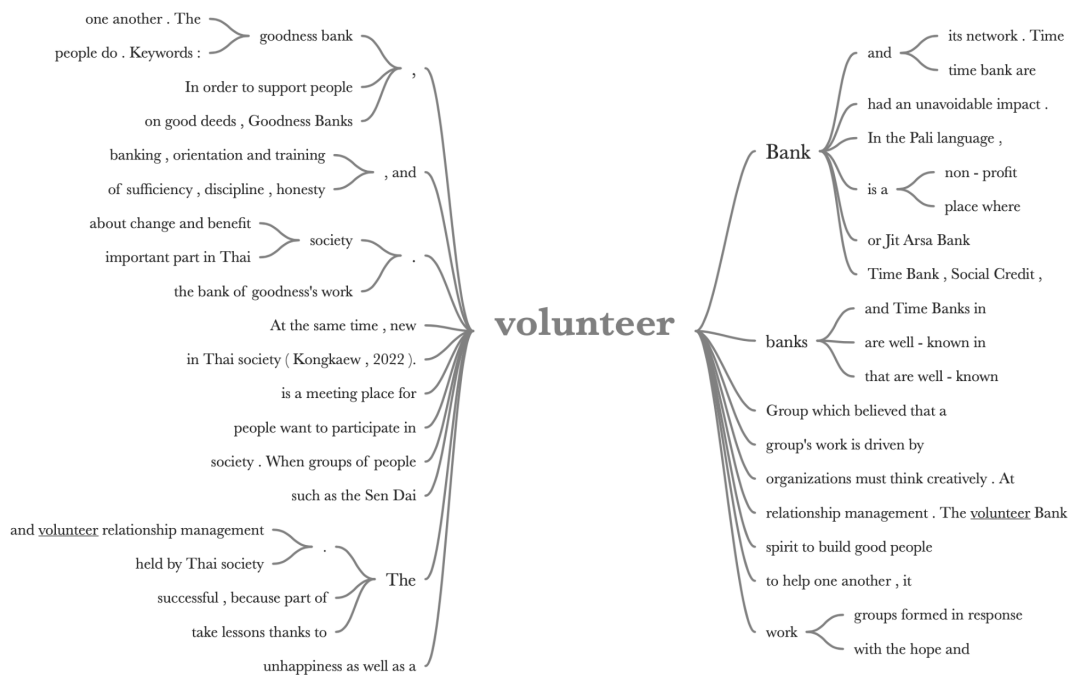 one another . The
people do . Keywords :
goodness bank
In order to support people
on good deeds , Goodness Banks
,
banking , orientation and training
of sufficiency , discipline , honesty
, and
about change and benefit
important part in Thai
society
the bank of goodness's work
.
At the same time , new
in Thai society ( Kongkaew , 2022 ).
is a meeting place for
people want to participate in
society . When groups of people
such as the Sen Dai
and volunteer relationship management
held by Thai society
.
successful , because part of
take lessons thanks to
The
unhappiness as well as a
volunteer
Bank
and
its network . Time
time bank are
had an unavoidable impact .
In the Pali language ,
is a
non - profit
place where
or Jit Arsa Bank
Time Bank , Social Credit ,
banks
and Time Banks in
are well - known in
that are well - known
Group which believed that a
group's work is driven by
organizations must think creatively . At
relationship management . The volunteer Bank
spirit to build good people
to help one another , it
work
groups formed in response
with the hope and